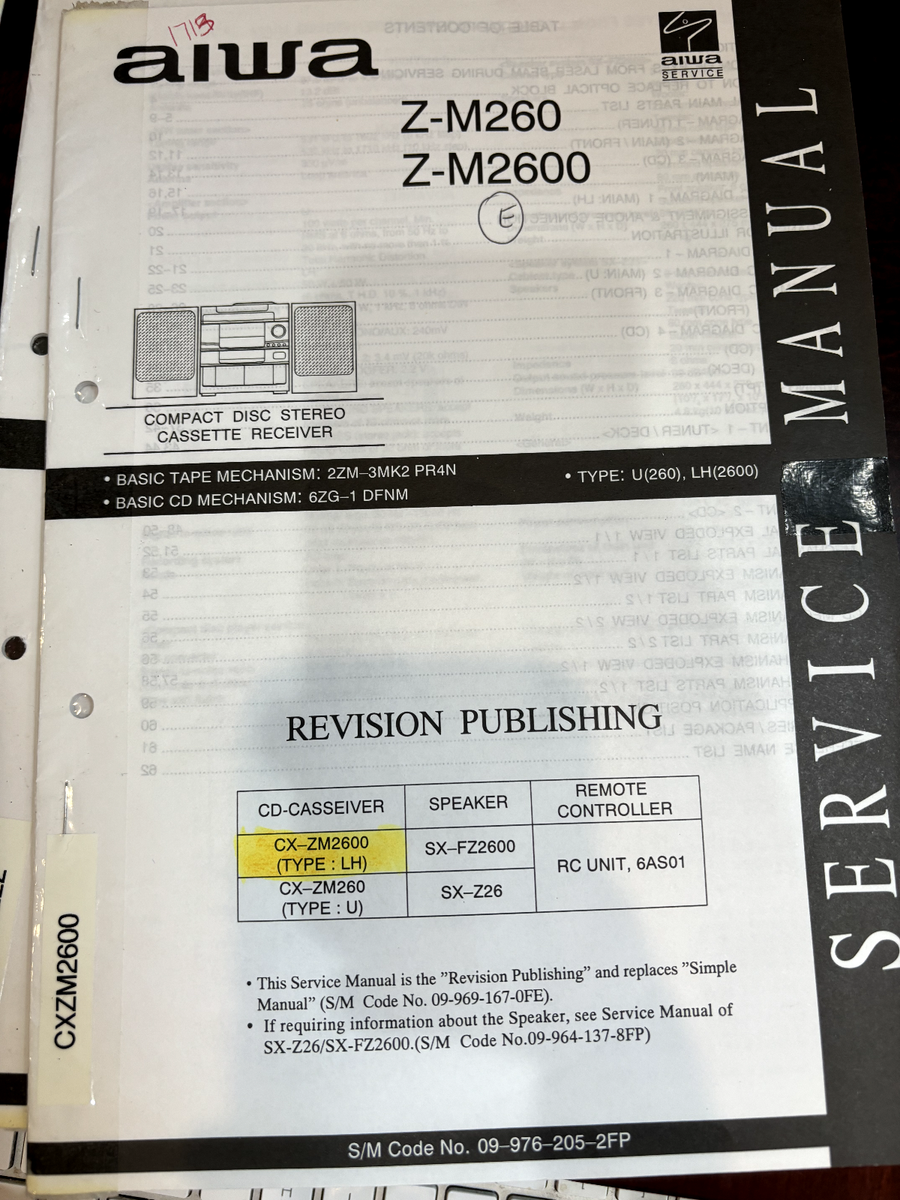 1713
aiwa
aiwa
SERVICE
Z-M260
Z-M2600
E
SERVICE MANUAL
COMPACT DISC STEREO
CASSETTE RECEIVER
• BASIC TAPE MECHANISM: 2ZM–3MK2 PR4N
• BASIC CD MECHANISM: 6ZG–1 DFNM
• TYPE: U(260), LH(2600)
REVISION PUBLISHING
CD-CASSEIVER SPEAKER REMOTE CONTROLLER
CX–ZM2600 (TYPE : LH) SX–FZ2600 RC UNIT, 6AS01
CX–ZM260 (TYPE : U) SX–Z26
CXZM2600
• This Service Manual is the ”Revision Publishing” and replaces ”Simple
Manual” (S/M Code No. 09-969-167-0FE).
• If requiring information about the Speaker, see Service Manual of
SX-Z26/SX-FZ2600.(S/M Code No.09-964-137-8FP)
S/M Code No. 09–976–205–2FP